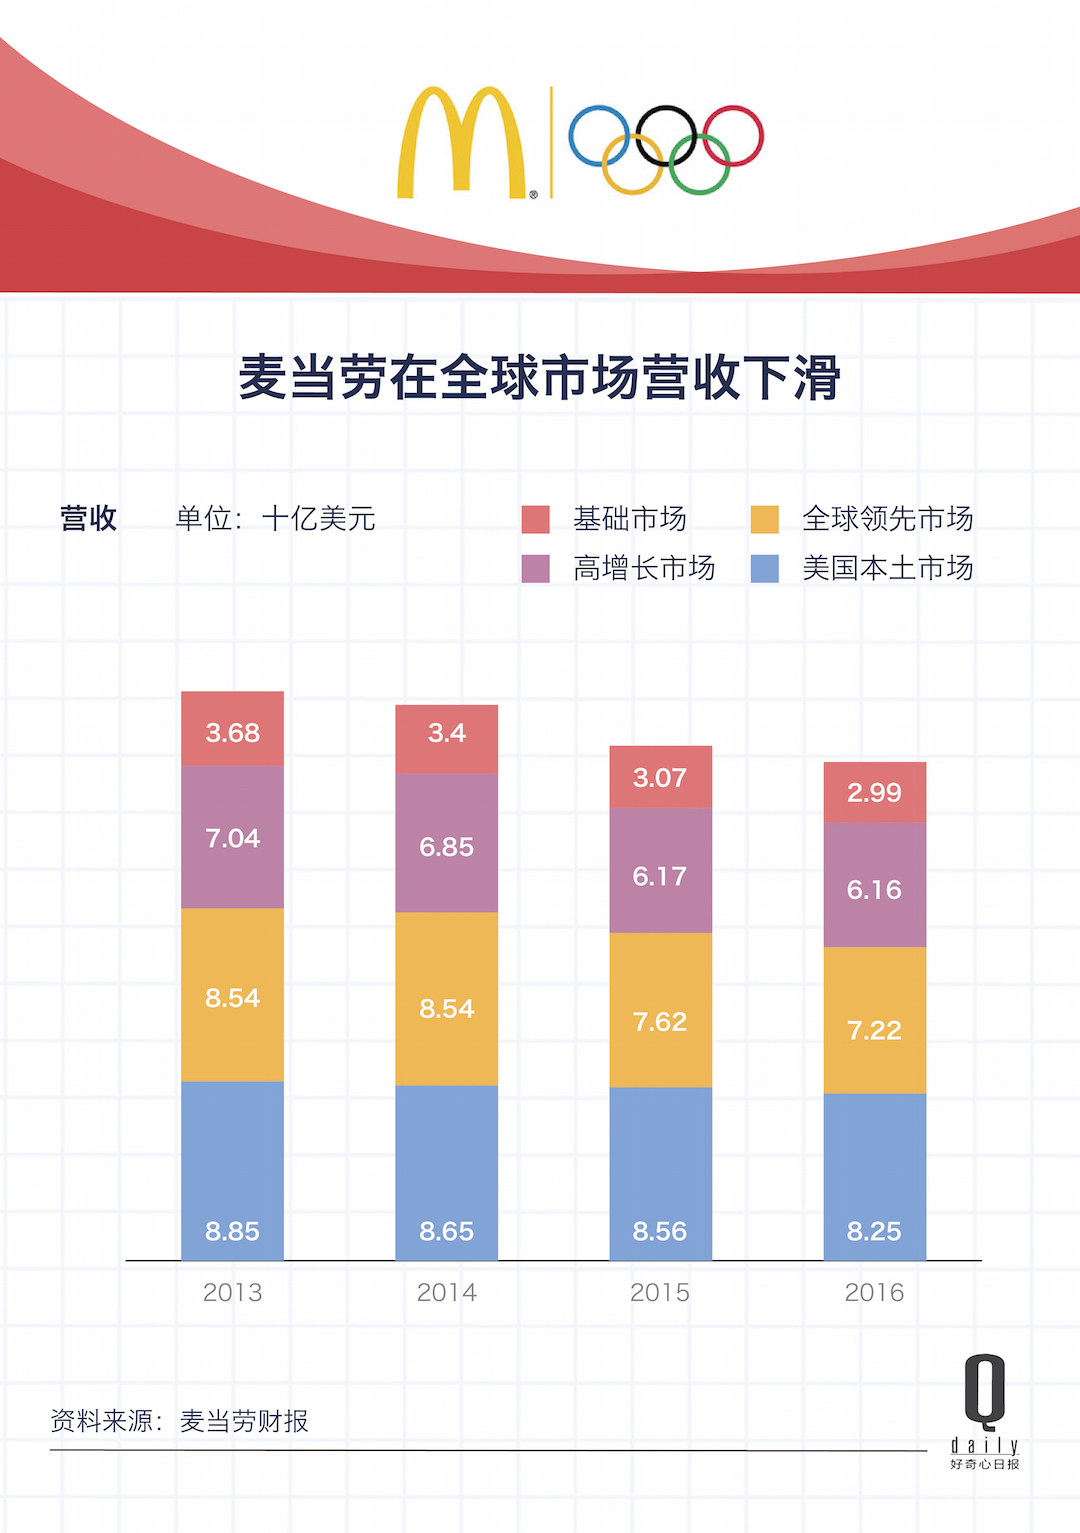 ®
麦当劳在全球市场营收下滑
营收 单位：十亿美元
基础市场 全球领先市场
高增长市场 美国本土市场
3.68 3.4 3.07 2.99
7.04 6.85 6.17 6.16
8.54 8.54 7.62 7.22
8.85 8.65 8.56 8.25
2013 2014 2015 2016
资料来源：麦当劳财报
Q
daily
好奇心日报